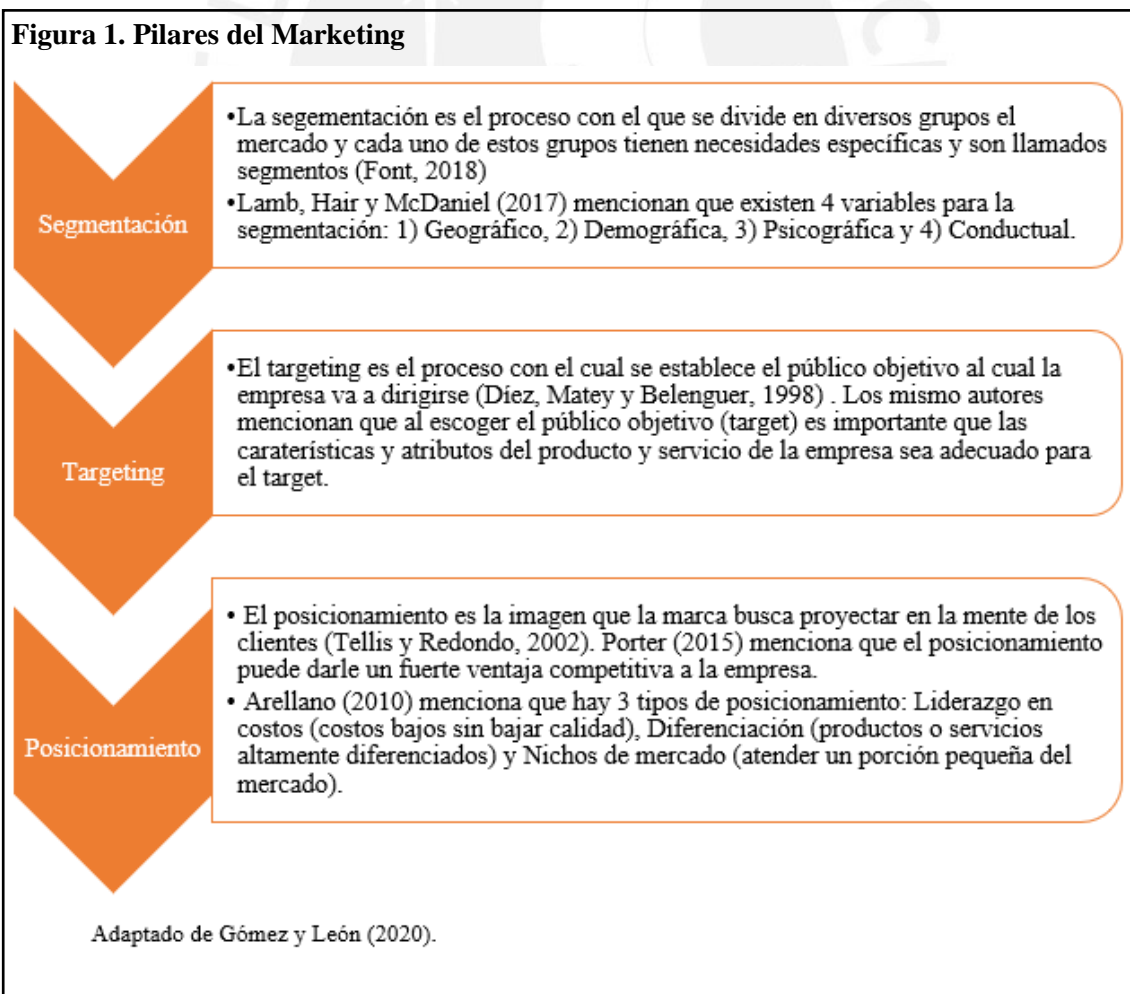 Figura 1. Pilares del Marketing
Segmentación
•La segementación es el proceso con el que se divide en diversos grupos el
mercado y cada uno de estos grupos tienen necesidades específicas y son llamados
segmentos (Font, 2018)
•Lamb, Hair y McDaniel (2017) mencionan que existen 4 variables para la
segmentación: 1) Geográfico, 2) Demográfica, 3) Psicográfica y 4) Conductual.
Targeting
•El targeting es el proceso con el cual se establece el público objetivo al cual la
empresa va a dirigirse (Díez, Matey y Belenguer, 1998) . Los mismo autores
mencionan que al escoger el público objetivo (target) es importante que las
caraterísticas y atributos del producto y servicio de la empresa sea adecuado para
el target.
Posicionamiento
• El posicionamiento es la imagen que la marca busca proyectar en la mente de los
clientes (Tellis y Redondo, 2002). Porter (2015) menciona que el posicionamiento
puede darle un fuerte ventaja competitiva a la empresa.
• Arellano (2010) menciona que hay 3 tipos de posicionamiento: Liderazgo en
costos (costos bajos sin bajar calidad), Diferenciación (productos o servicios
altamente diferenciados) y Nichos de mercado (atender un porción pequeña del
mercado).
Adaptado de Gómez y León (2020).